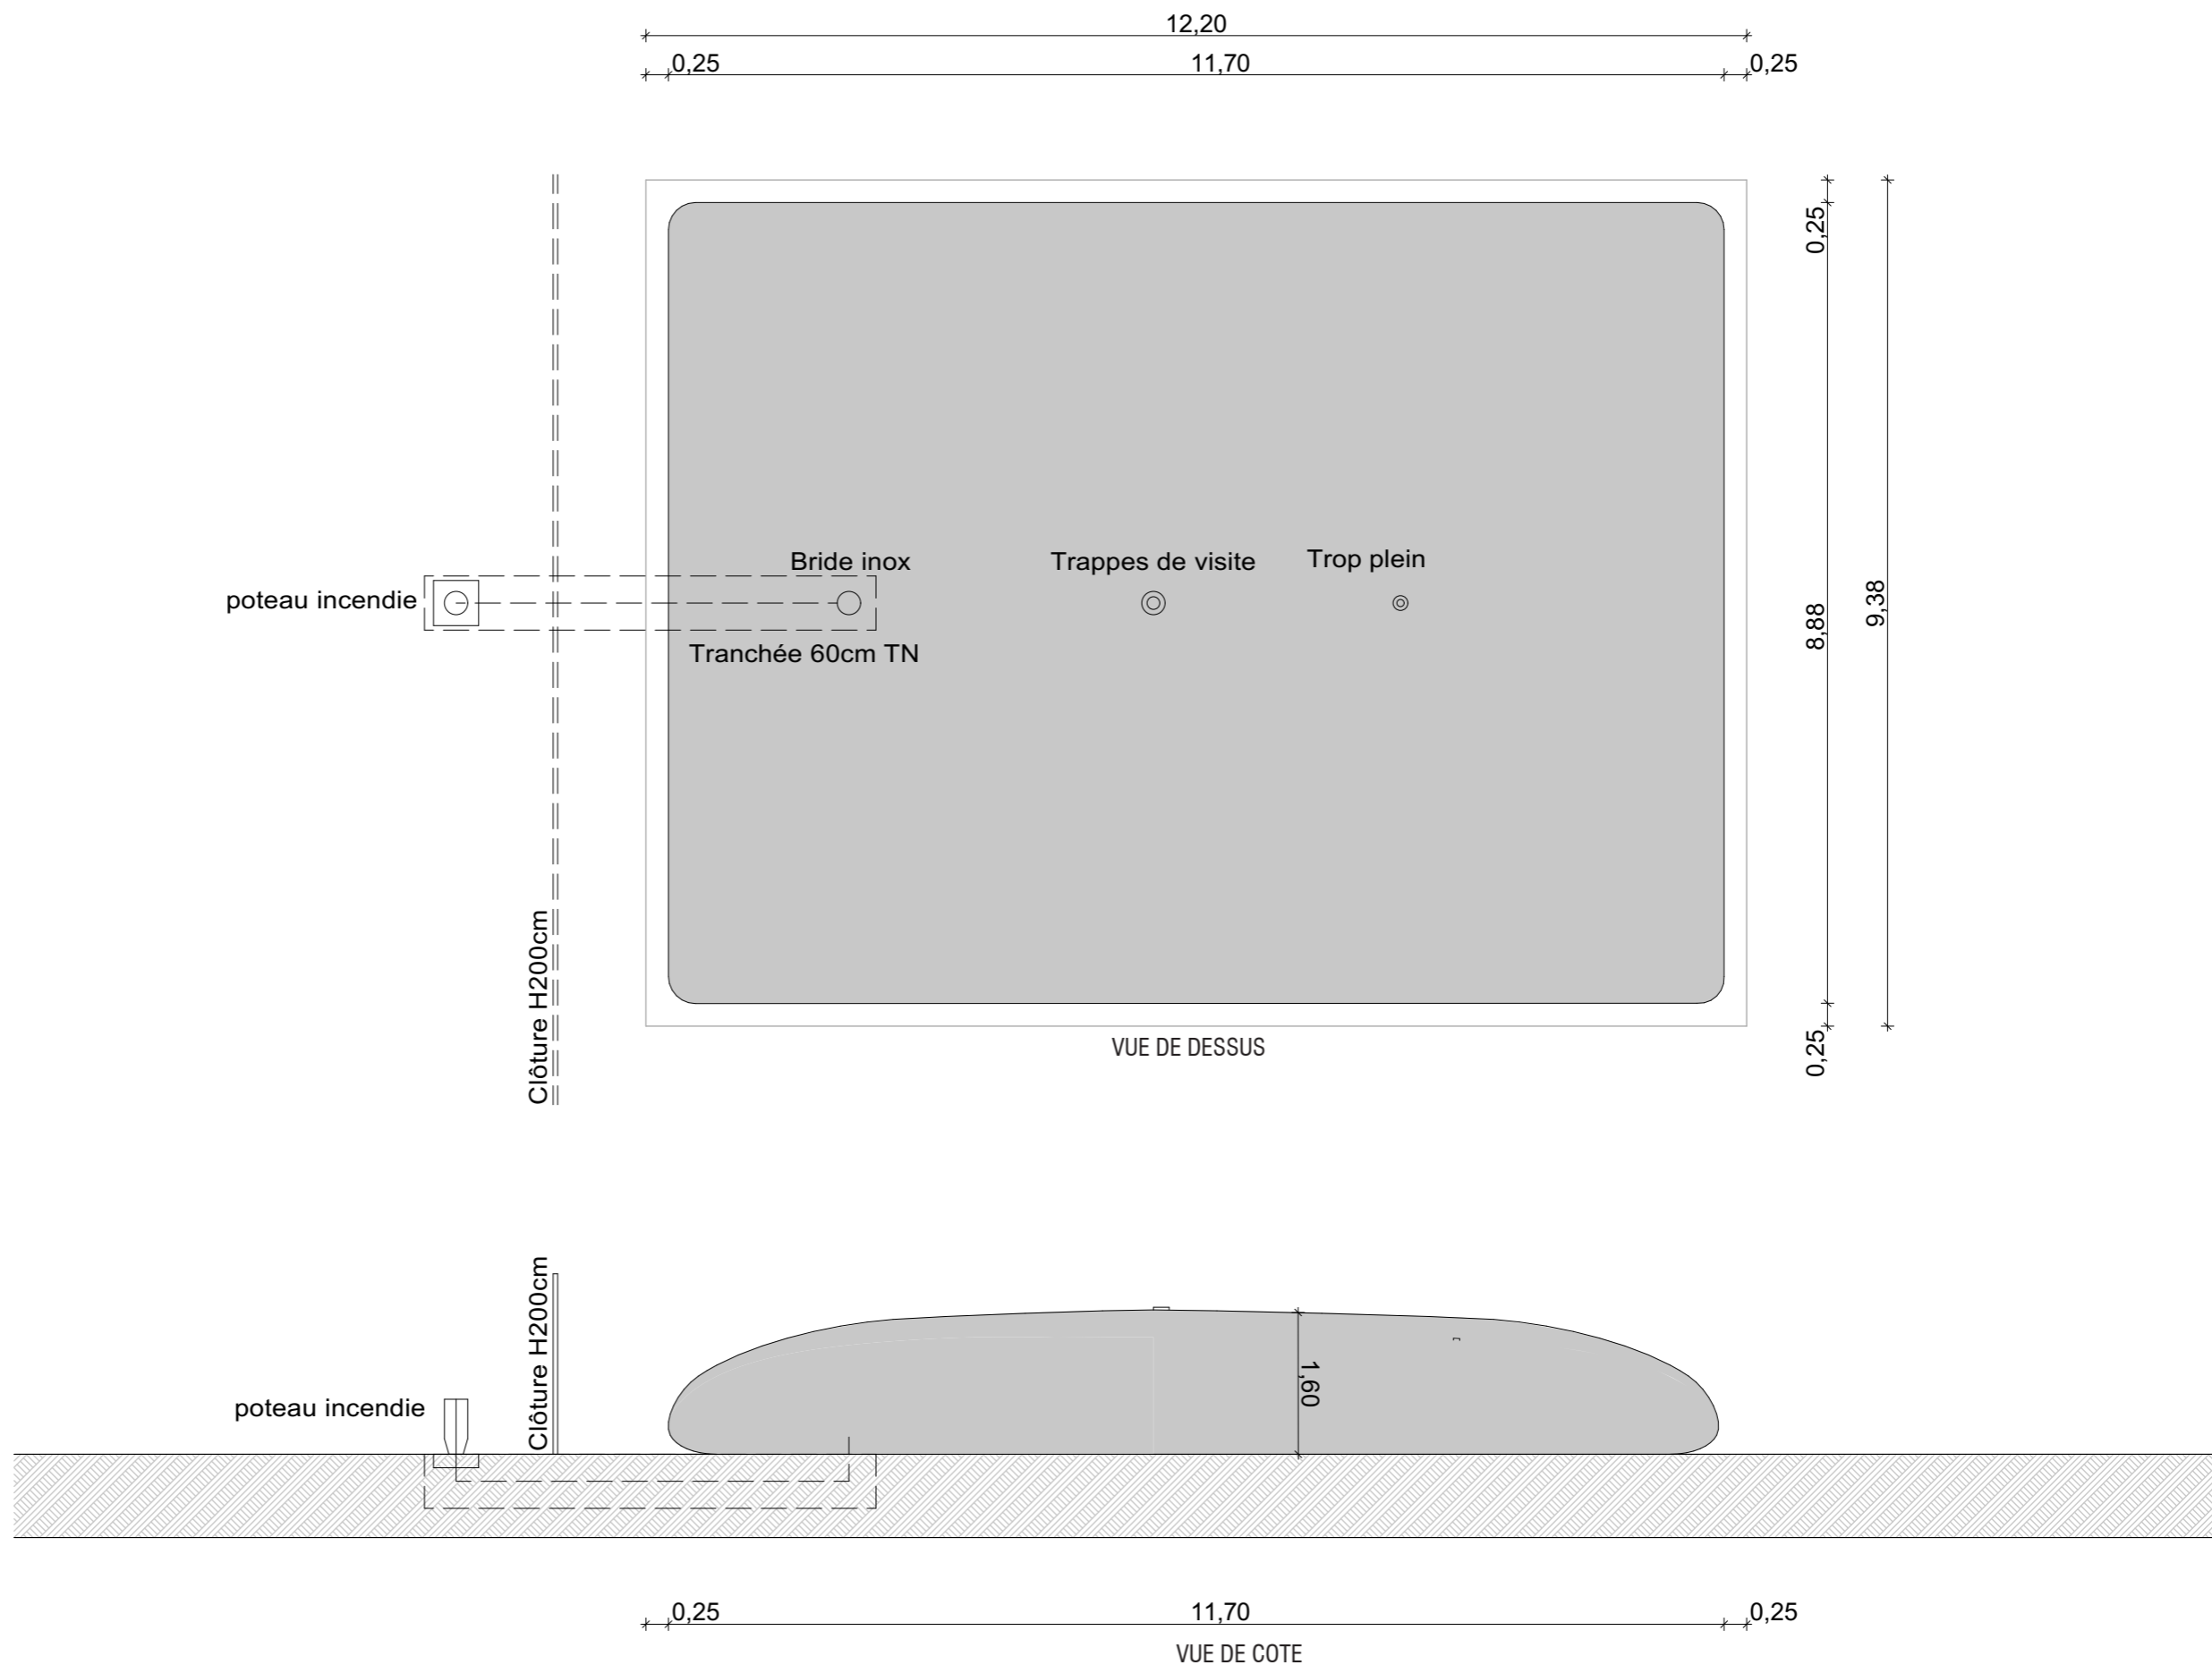 12,20
0,25
11,70
0,25
0,25
8,88
9,38
0,25
Bride inox
Trappes de visite
Trop plein
poteau incendie
Tranchée 60cm TN
Clôture H200cm
VUE DE DESSUS
Clôture H200cm
poteau incendie
1,60
0,25
11,70
0,25
VUE DE COTE